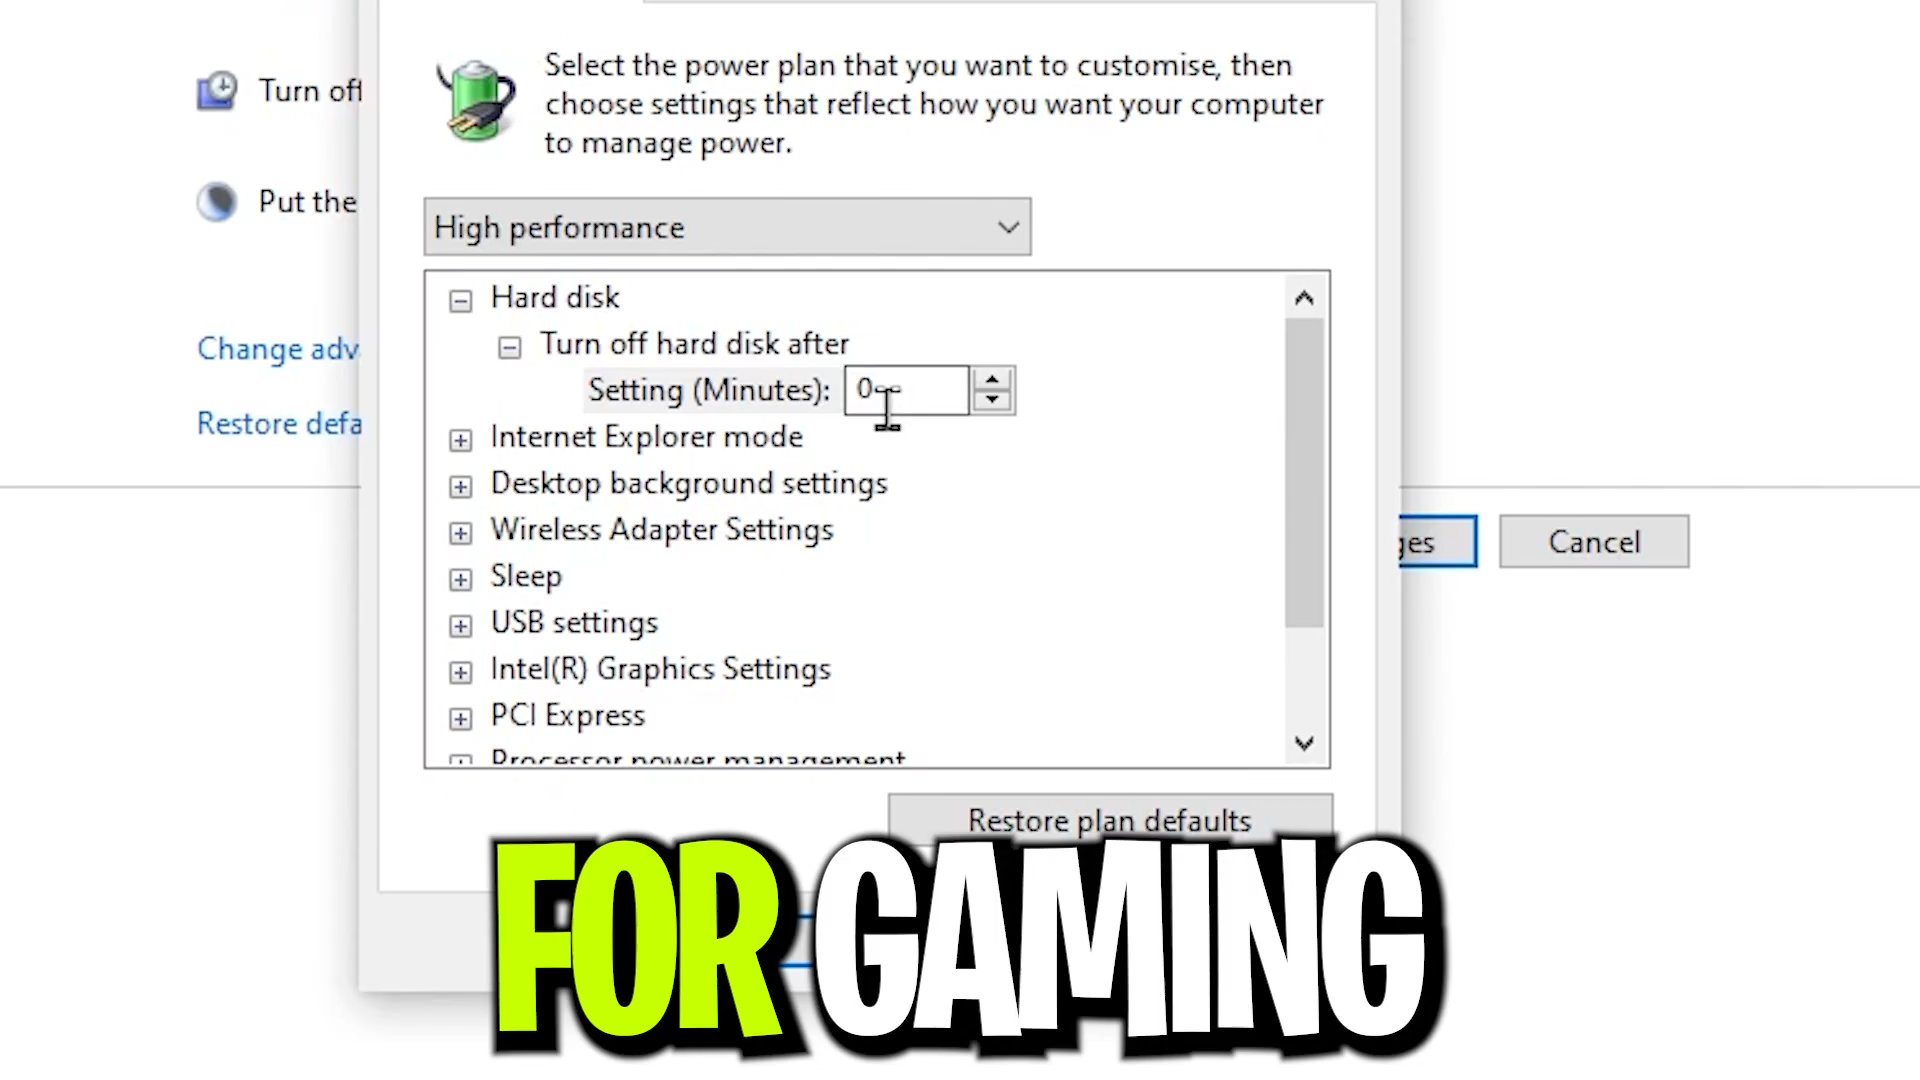 Turn off
Put the
Change adv
Restore defa
Select the power plan that you want to customise, then
choose settings that reflect how you want your computer
to manage power.
High performance
Hard disk
Turn off hard disk after
Setting (Minutes): 0
Internet Explorer mode
Desktop background settings
Wireless Adapter Settings
Sleep
USB settings
Intel(R) Graphics Settings
PCI Express
Processor power management
Restore plan defaults
ges
Cancel
FOR GAMING